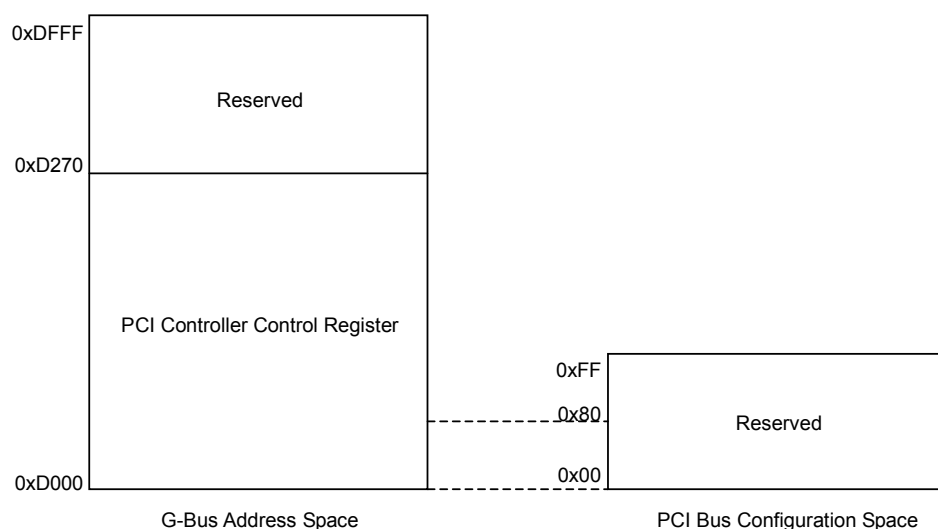 0xDFFF
Reserved
0xD270
PCI Controller Control Register
0xFF
0x80
Reserved
0x00
0xD000
G-Bus Address Space
PCI Bus Configuration Space